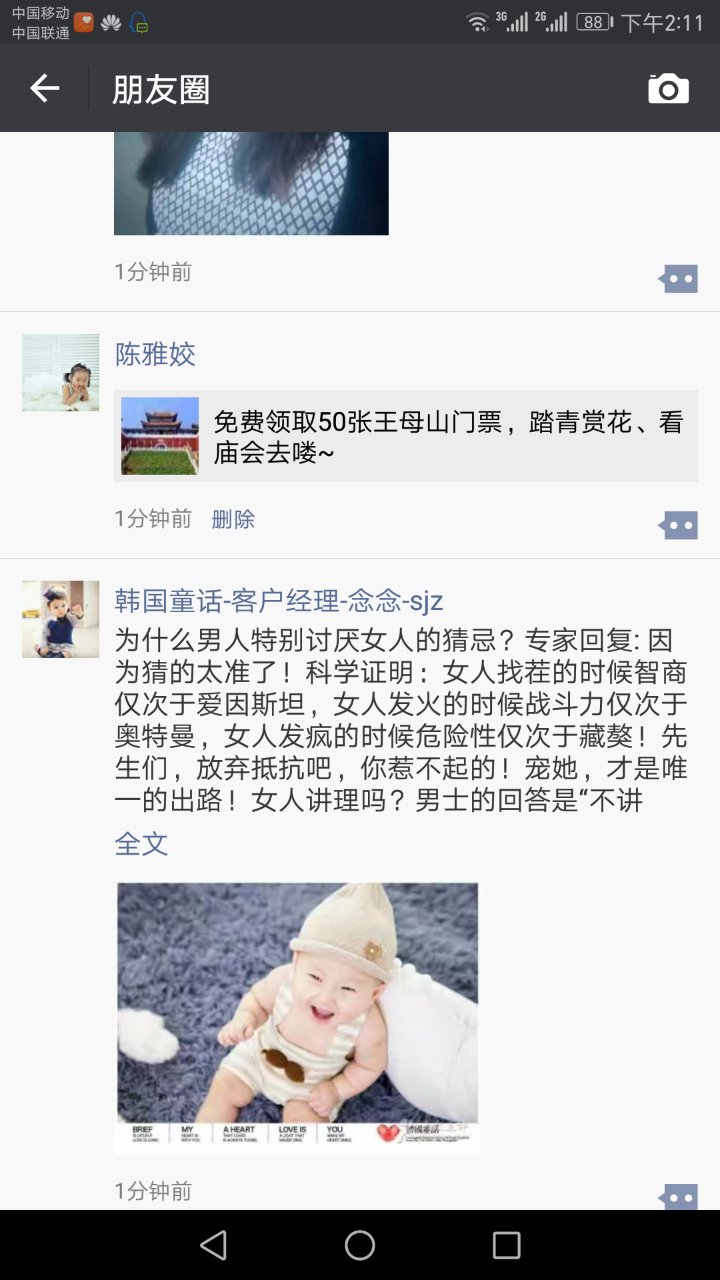 中国移动
中国联通
3G
2G
88
下午2:11
朋友圈
1分钟前
陈雅姣
免费领取50张王母山门票，踏青赏花、看
庙会去喽~
1分钟前 删除
韩国童话-客户经理-念念-sjz
为什么男人特别讨厌女人的猜忌？专家回复: 因
为猜的太准了！科学证明：女人找茬的时候智商
仅次于爱因斯坦，女人发火的时候战斗力仅次于
奥特曼，女人发疯的时候危险性仅次于藏獒！先
生们，放弃抵抗吧，你惹不起的！宠她，才是唯
一的出路！女人讲理吗？男士的回答是“不讲
全文
BRIEF
MY
A HEART
LOVE IS
YOU
1分钟前